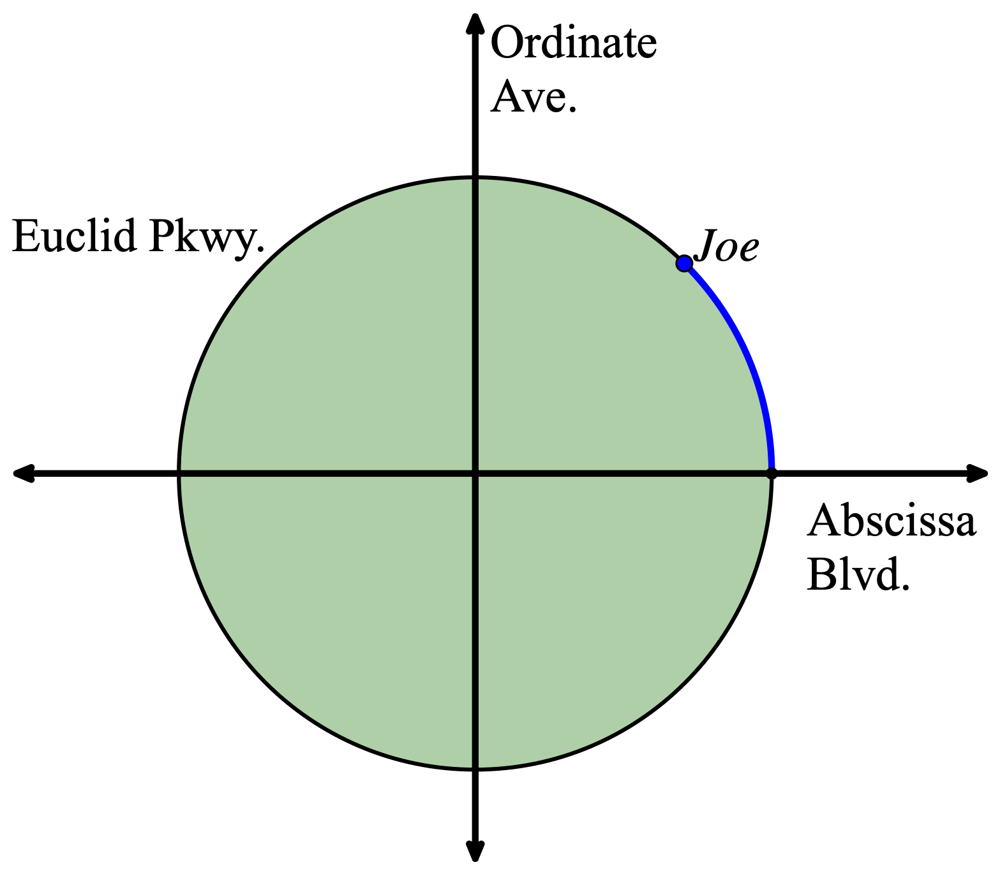 Ordinate
Ave.
Euclid Pkwy.
Joe
Abscissa
Blvd.